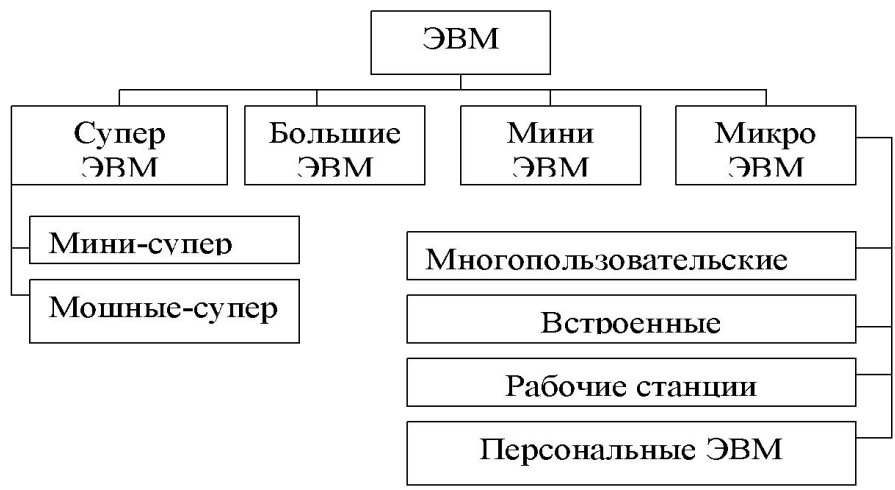 ЭВМ
Супер
ЭВМ
Большие
ЭВМ
Мини
ЭВМ
Микро
ЭВМ
Мини-супер
Мошные-супер
Многопользовательские
Встроенные
Рабочие станции
Персональные ЭВМ